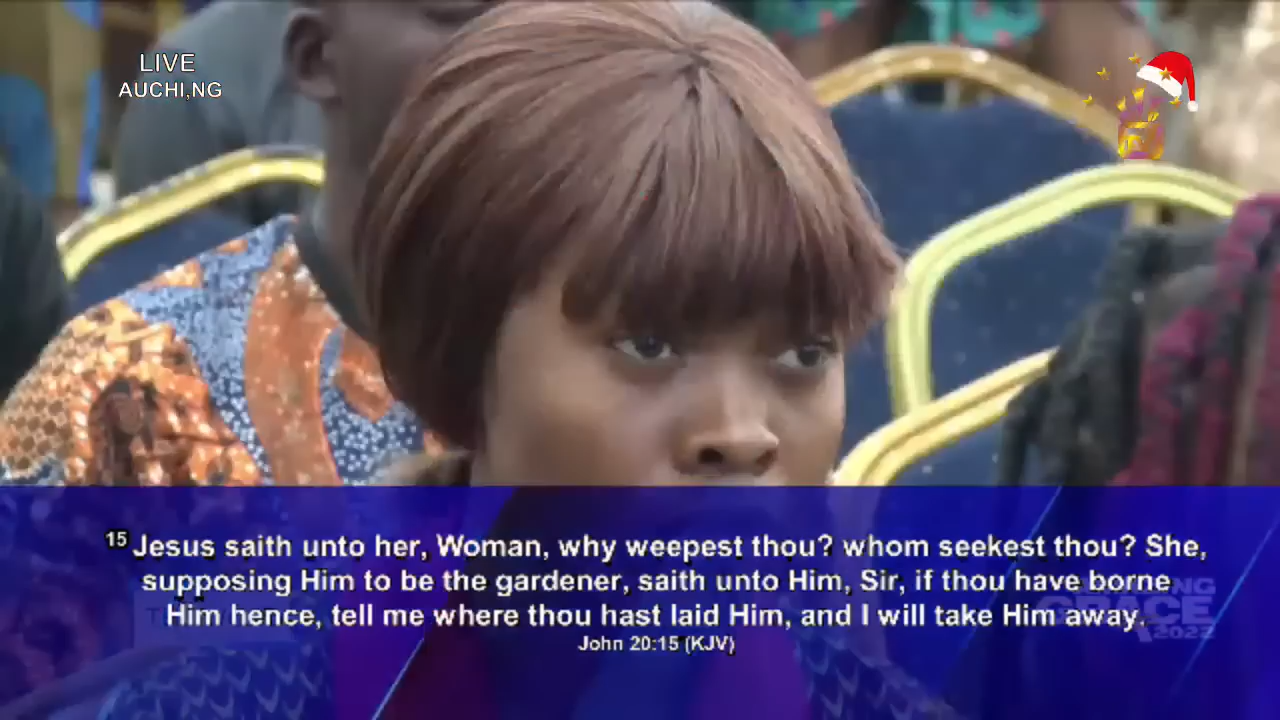 LIVE
AUCHI,NG
15 Jesus saith unto her, Woman, why weepest thou? whom seekest thou? She,
supposing Him to be the gardener, saith unto Him, Sir, if thou have borne
Him hence, tell me where thou hast laid Him, and I will take Him away.
John 20:15 (KJV)
GRACE
2022